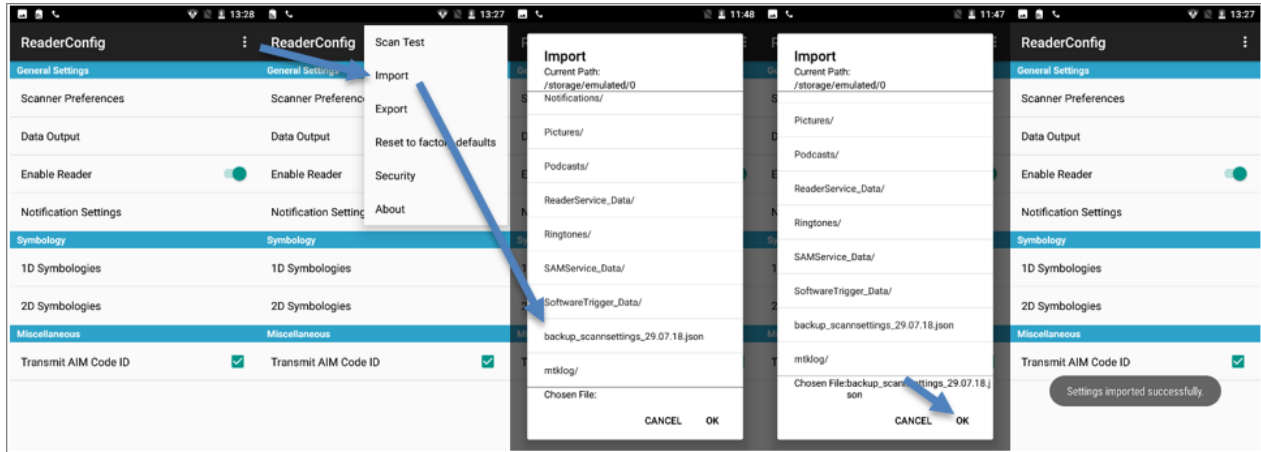 13:28
ReaderConfig
General Settings
Scanner Preferences
Data Output
Enable Reader
Notification Settings
Symbology
1D Symbologies
2D Symbologies
Miscellaneous
Transmit AIM Code ID
13:27
ReaderConfig
General Settings
Scanner Preferenc
Data Output
Enable Reader
Notification Setting
Symbology
1D Symbologies
2D Symbologies
Miscellaneous
Transmit AIM Code ID
Scan Test
Import
Export
Reset to factory defaults
Security
About
11:48
Import
Current Path:
/storage/emulated/0
Notifications/
Pictures/
Podcasts/
ReaderService_Data/
Ringtones/
SAMService_Data/
SoftwareTrigger_Data/
backup_scannsettings_29.07.18.json
mtklog/
Chosen File:
CANCEL OK
11:47
Import
Current Path:
/storage/emulated/0
Pictures/
Podcasts/
ReaderService_Data/
Ringtones/
SAMService_Data/
SoftwareTrigger_Data/
backup_scannsettings_29.07.18.json
mtklog/
Chosen File:backup_scannsettings_29.07.18.j
son
CANCEL OK
13:27
ReaderConfig
General Settings
Scanner Preferences
Data Output
Enable Reader
Notification Settings
Symbology
1D Symbologies
2D Symbologies
Miscellaneous
Transmit AIM Code ID
Settings imported successfully.